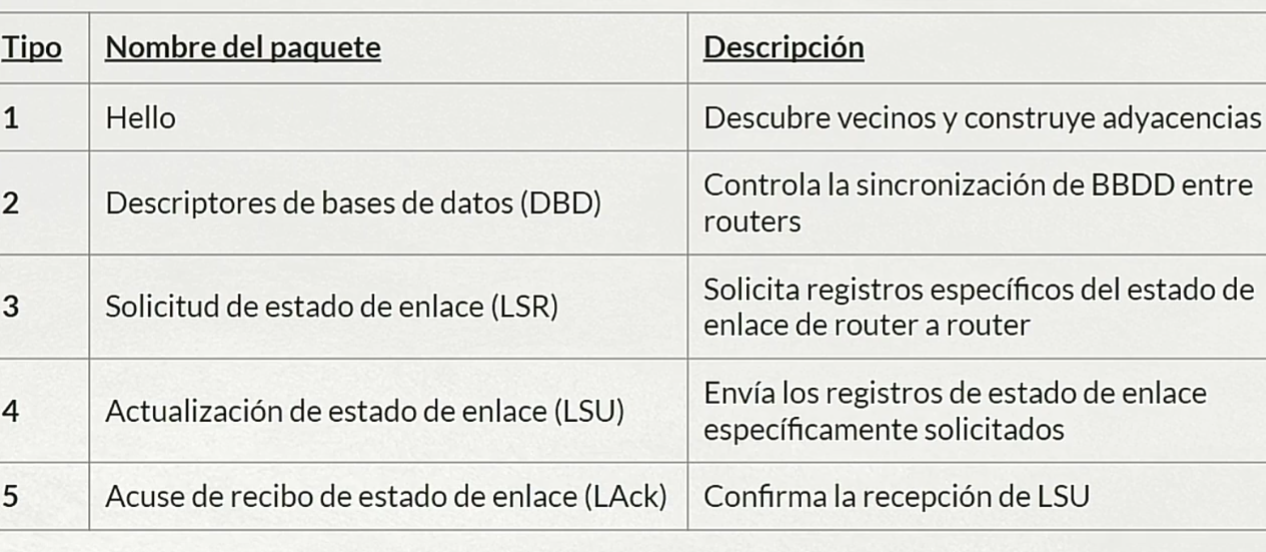 Tipo Nombre del paquete Descripción
1 Hello Descubre vecinos y construye adyacencias
2 Descriptores de bases de datos (DBD) Controla la sincronización de BBDD entre
routers
3 Solicitud de estado de enlace (LSR) Solicita registros específicos del estado de
enlace de router a router
4 Actualización de estado de enlace (LSU) Envía los registros de estado de enlace
específicamente solicitados
5 Acuse de recibo de estado de enlace (LAck) Confirma la recepción de LSU